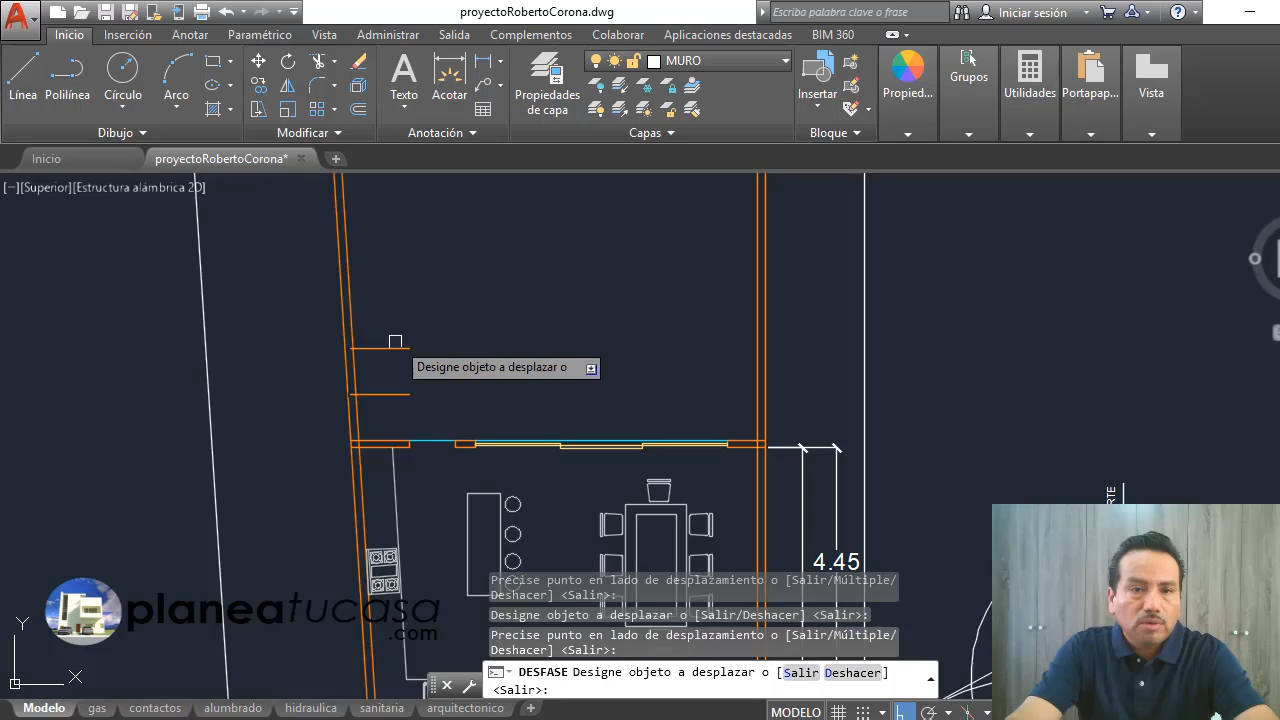 proyectoRobertoCorona.dwg
Escriba palabra clave o frase
Iniciar sesión
Inicio
Inserción
Anotar
Paramétrico
Vista
Administrar
Salida
Complementos
Colaborar
Aplicaciones destacadas
BIM 360
Línea
Polilínea
Círculo
Arco
Texto
Acotar
Propiedades de capa
MURO
Insertar
Propied...
Grupos
Utilidades
Portapap...
Vista
Dibujo
Modificar
Anotación
Capas
Bloque
Inicio
proyectoRobertoCorona*
[−][Superior][Estructura alámbrica 2D]
Designe objeto a desplazar o
RTE
4.45
Precise punto en lado de desplazamiento o [Salir/Múltiple/
Deshacer] <Salir>:
Designe objeto a desplazar o [Salir/Deshacer] <Salir>:
Precise punto en lado de desplazamiento o [Salir/Múltiple/
Deshacer] <Salir>:
DESFASE Designe objeto a desplazar o [Salir Deshacer]
<Salir>:
planeatucasa
.com
Y
X
Modelo
gas
contactos
alumbrado
hidraulica
sanitaria
arquitectonico
MODELO